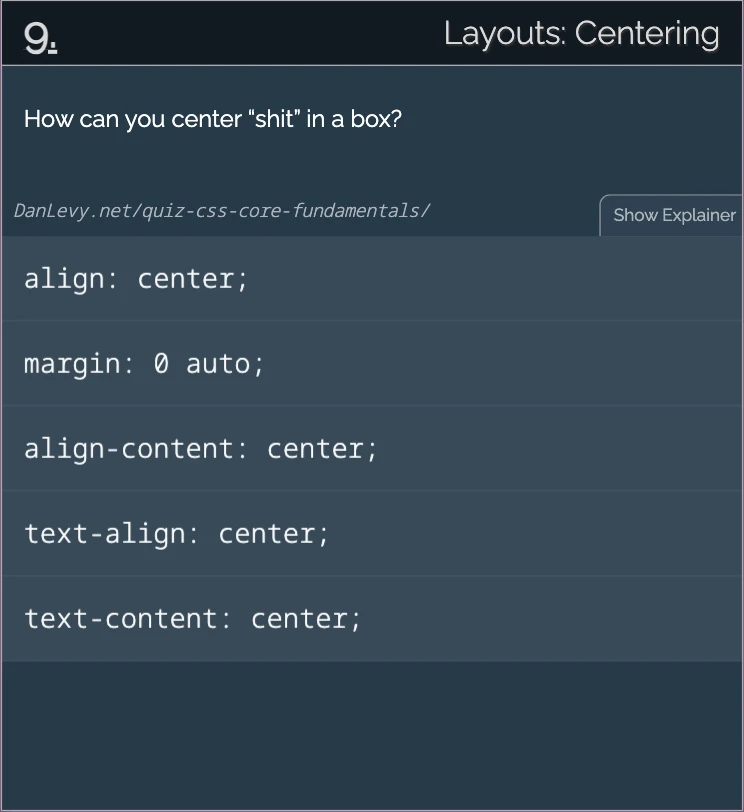 9.
Layouts: Centering
How can you center “shit” in a box?
DanLevy.net/quiz-css-core-fundamentals/
Show Explainer
align: center;
margin: 0 auto;
align-content: center;
text-align: center;
text-content: center;